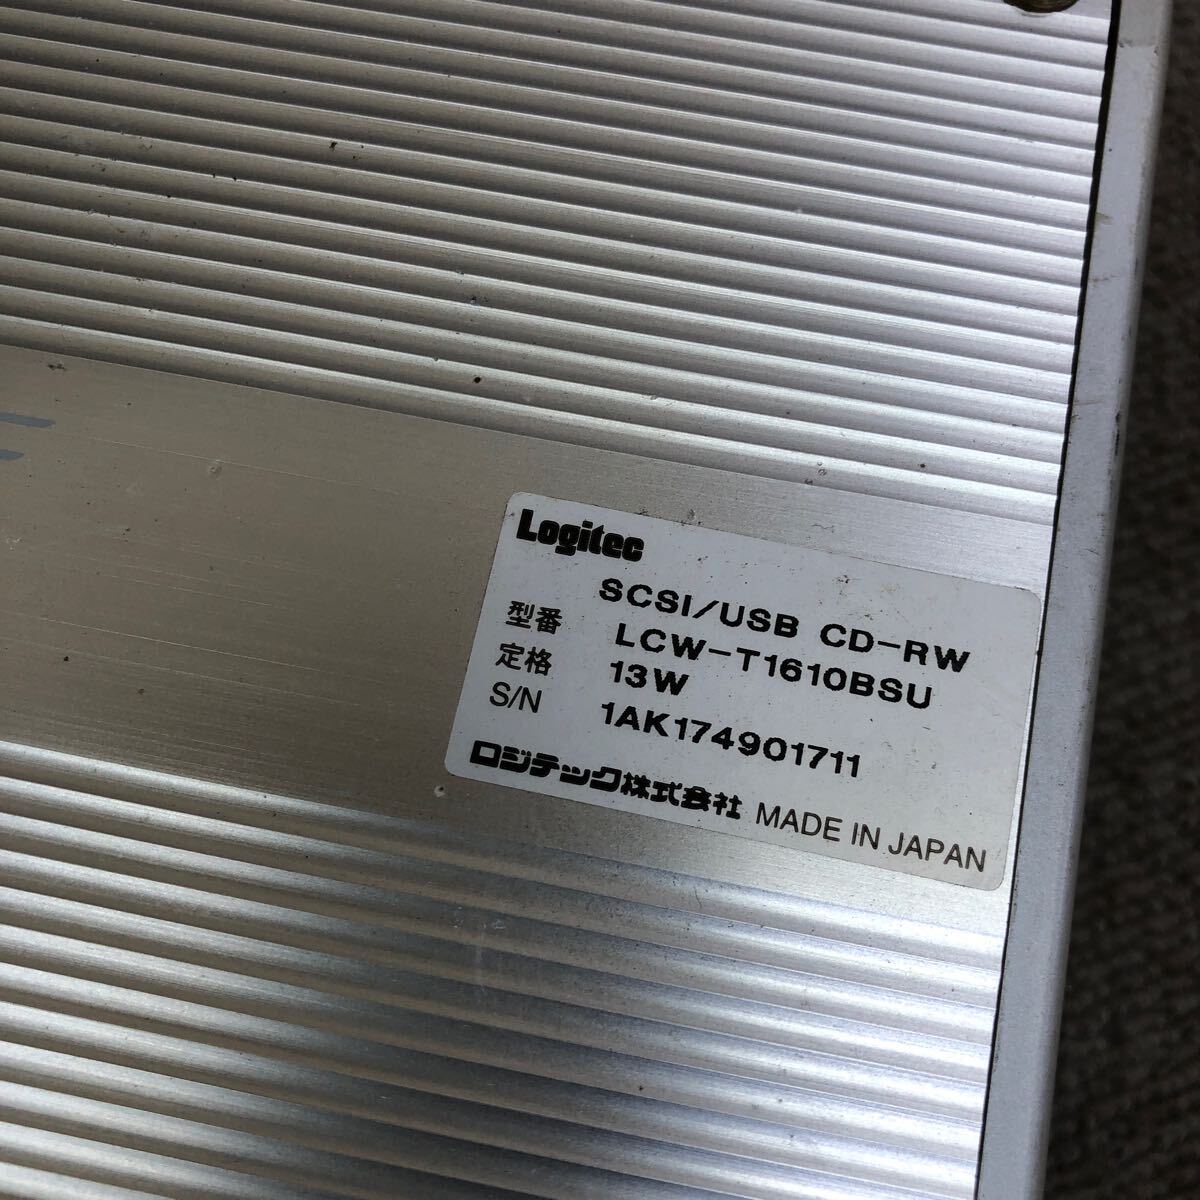 Logitec
SCSI/USB CD-RW
型番 LCW-T1610BSU
定格 13W
S/N 1AK174901711
ロジテック株式会社 MADE IN JAPAN